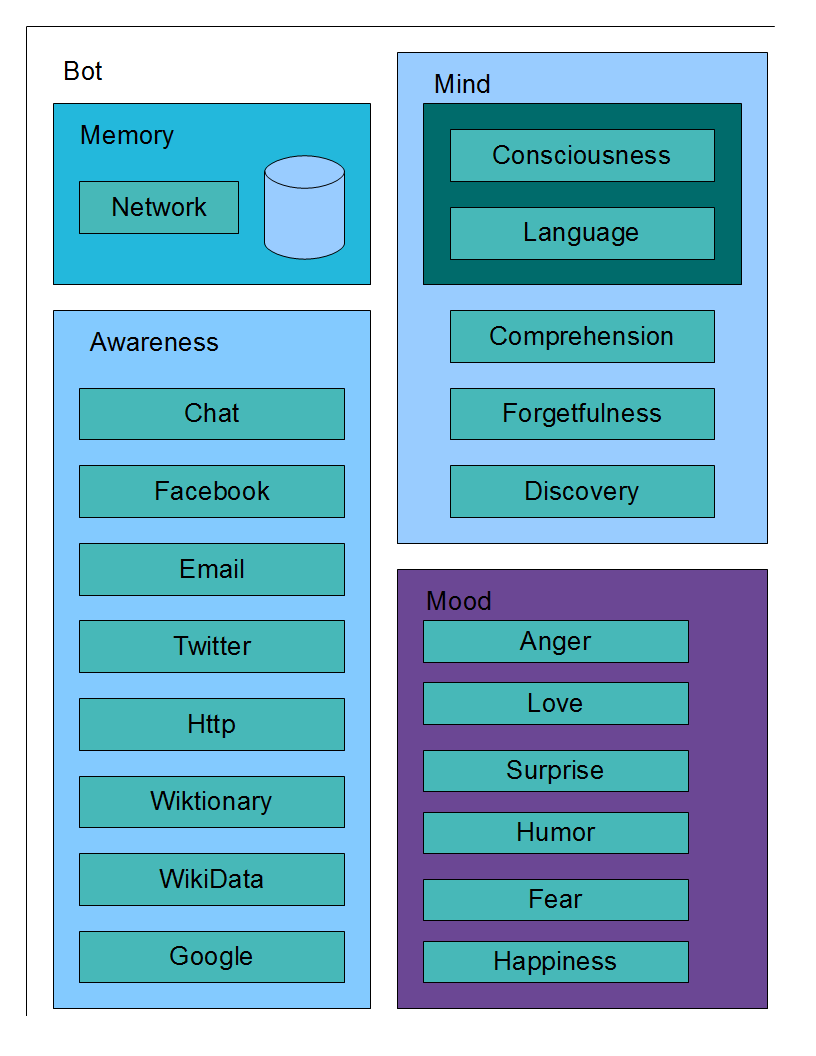 Bot
Memory
Network
Awareness
Chat
Facebook
Email
Twitter
Http
Wiktionary
WikiData
Google
Mind
Consciousness
Language
Comprehension
Forgetfulness
Discovery
Mood
Anger
Love
Surprise
Humor
Fear
Happiness